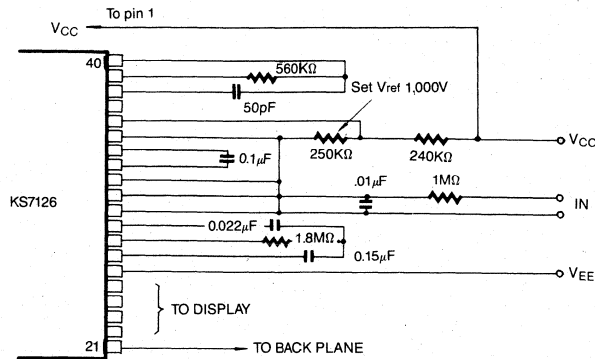 To pin 1
VCC
40
560KΩ
50pF
Set Vref 1,000V
VCC
250KΩ
240KΩ
0.1µF
.01µF
1MΩ
KS7126
IN
0.022µF
1.8MΩ
0.15µF
VEE
TO DISPLAY
21
TO BACK PLANE